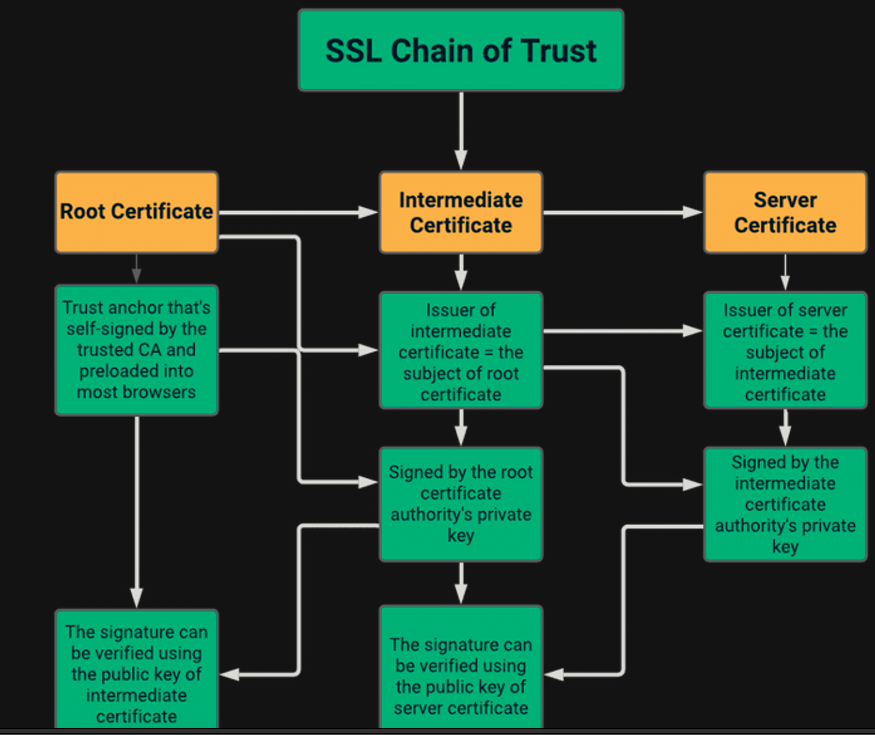 SSL Chain of Trust
Root Certificate
Intermediate
Certificate
Server
Certificate
Trust anchor that's
self-signed by the
trusted CA and
preloaded into
most browsers
Issuer of
intermediate
certificate = the
subject of root
certificate
Issuer of server
certificate = the
subject of
intermediate
certificate
Signed by the root
certificate
authority's private
key
Signed by the
intermediate
certificate
authority's private
key
The signature can
be verified using
the public key of
intermediate
certificate
The signature can
be verified using
the public key of
server certificate